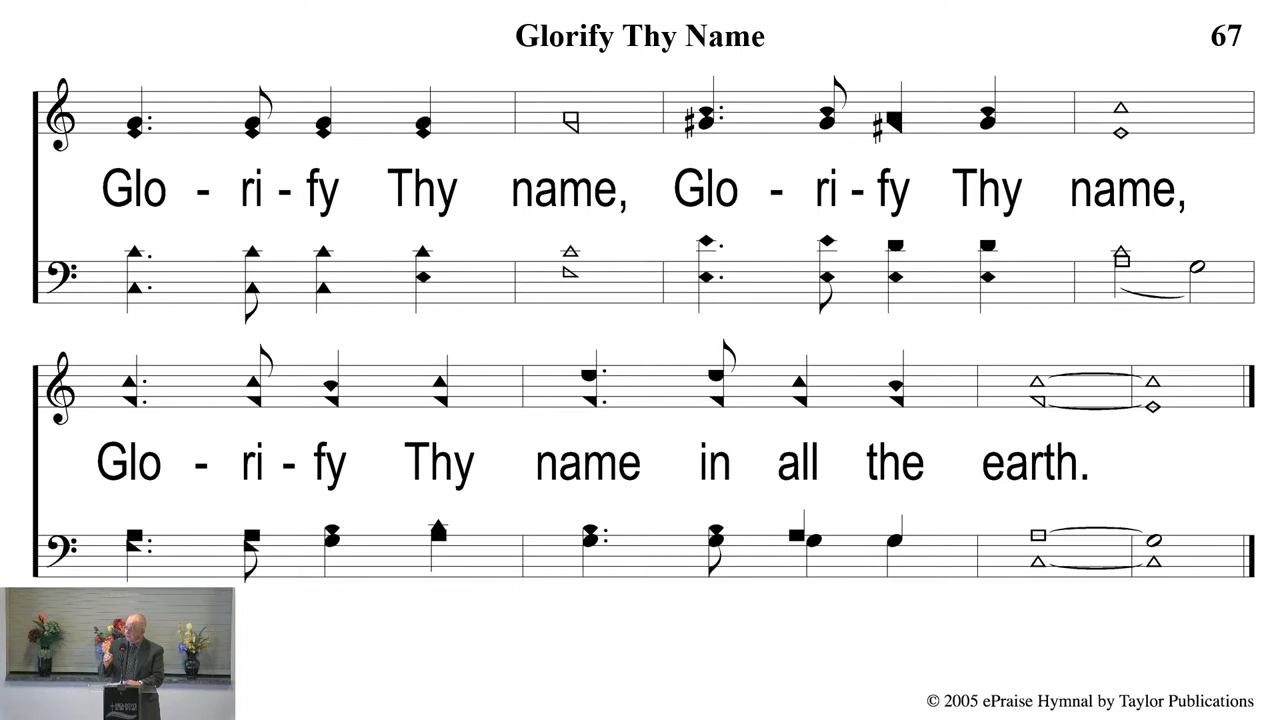 Glorify Thy Name 67
Glo - ri - fy Thy name, Glo - ri - fy Thy name,
Glo - ri - fy Thy name in all the earth.
© 2005 ePraise Hymnal by Taylor Publications